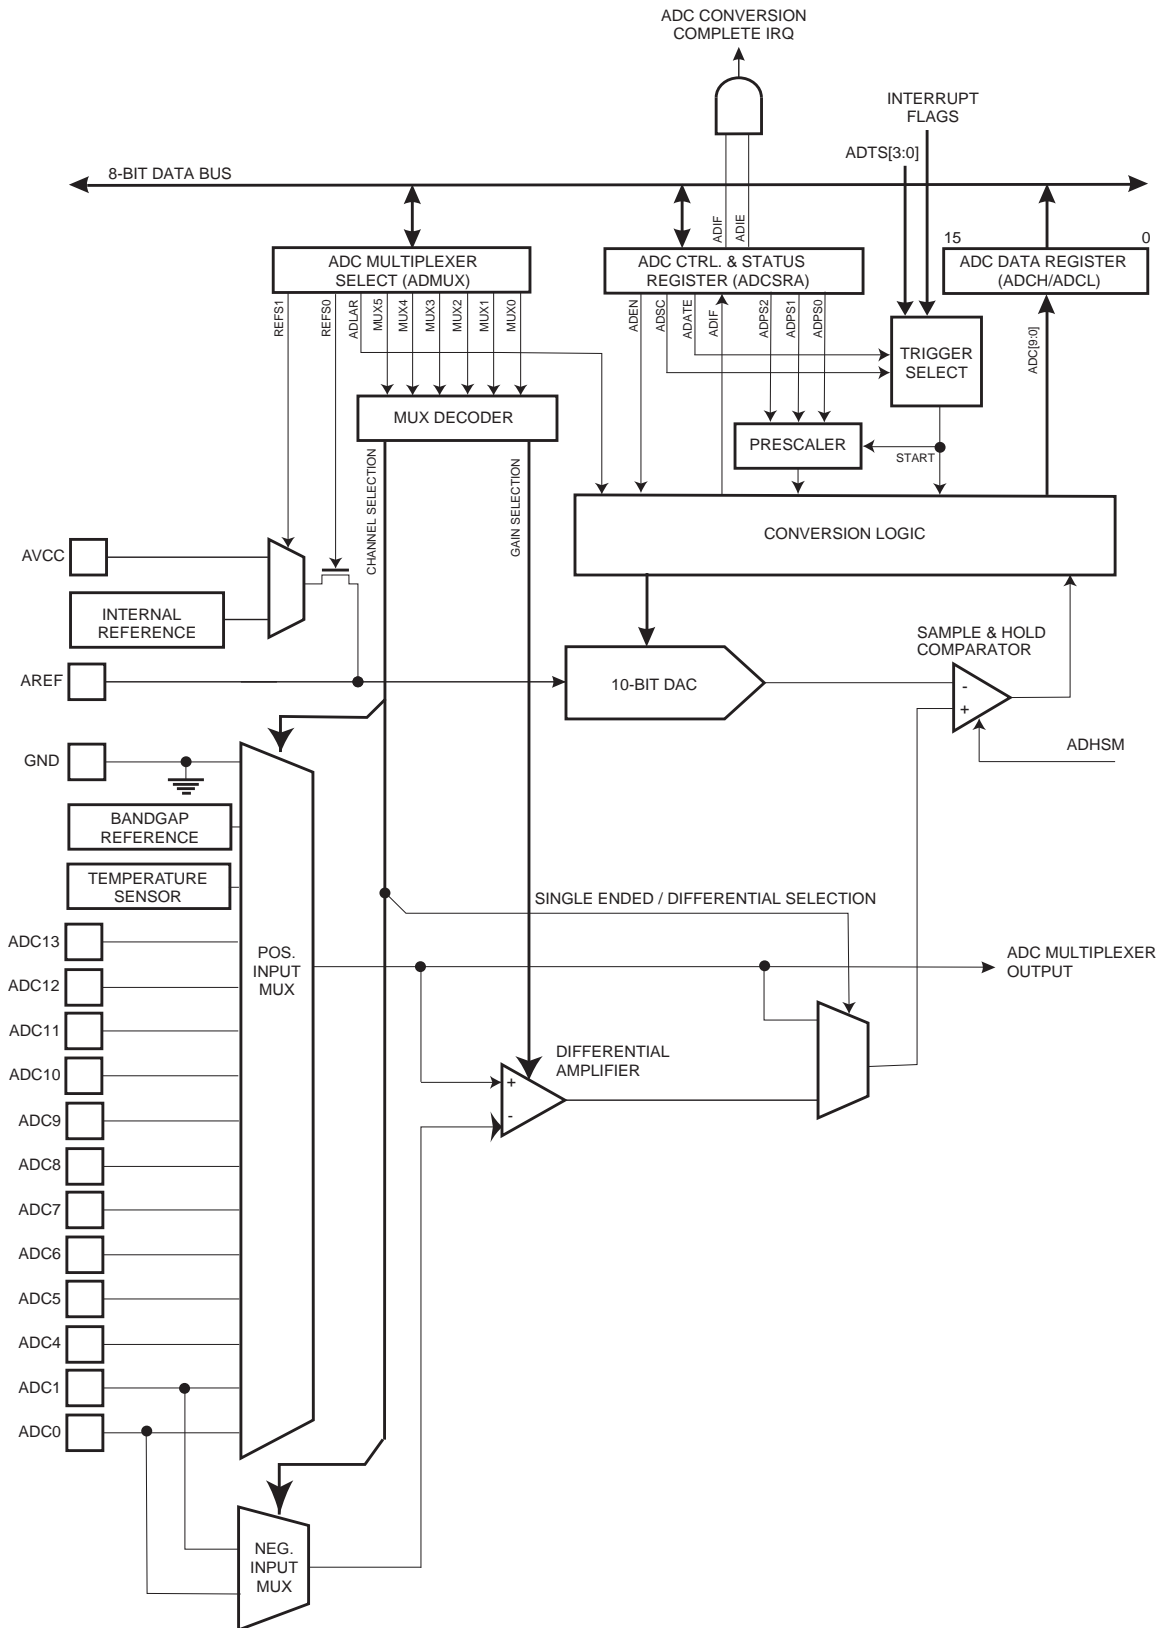 ADC CONVERSION
COMPLETE IRQ
INTERRUPT
FLAGS
ADTS[3:0]
8-BIT DATA BUS
ADIF
ADIE
15
0
ADC MULTIPLEXER
SELECT (ADMUX)
ADC CTRL. & STATUS
REGISTER (ADCSRA)
ADC DATA REGISTER
(ADCH/ADCL)
REFS1
REFS0
ADLAR
MUX5
MUX4
MUX3
MUX2
MUX1
MUX0
ADEN
ADSC
ADATE
ADIF
ADPS2
ADPS1
ADPS0
TRIGGER
SELECT
ADC[9:0]
MUX DECODER
PRESCALER
START
CHANNEL SELECTION
GAIN SELECTION
CONVERSION LOGIC
AVCC
INTERNAL
REFERENCE
SAMPLE & HOLD
COMPARATOR
AREF
10-BIT DAC
-
+
ADHSM
GND
BANDGAP
REFERENCE
TEMPERATURE
SENSOR
SINGLE ENDED / DIFFERENTIAL SELECTION
ADC13
POS.
INPUT
MUX
ADC MULTIPLEXER
OUTPUT
ADC12
ADC11
ADC10
DIFFERENTIAL
AMPLIFIER
+
-
ADC9
ADC8
ADC7
ADC6
ADC5
ADC4
ADC1
ADC0
NEG.
INPUT
MUX